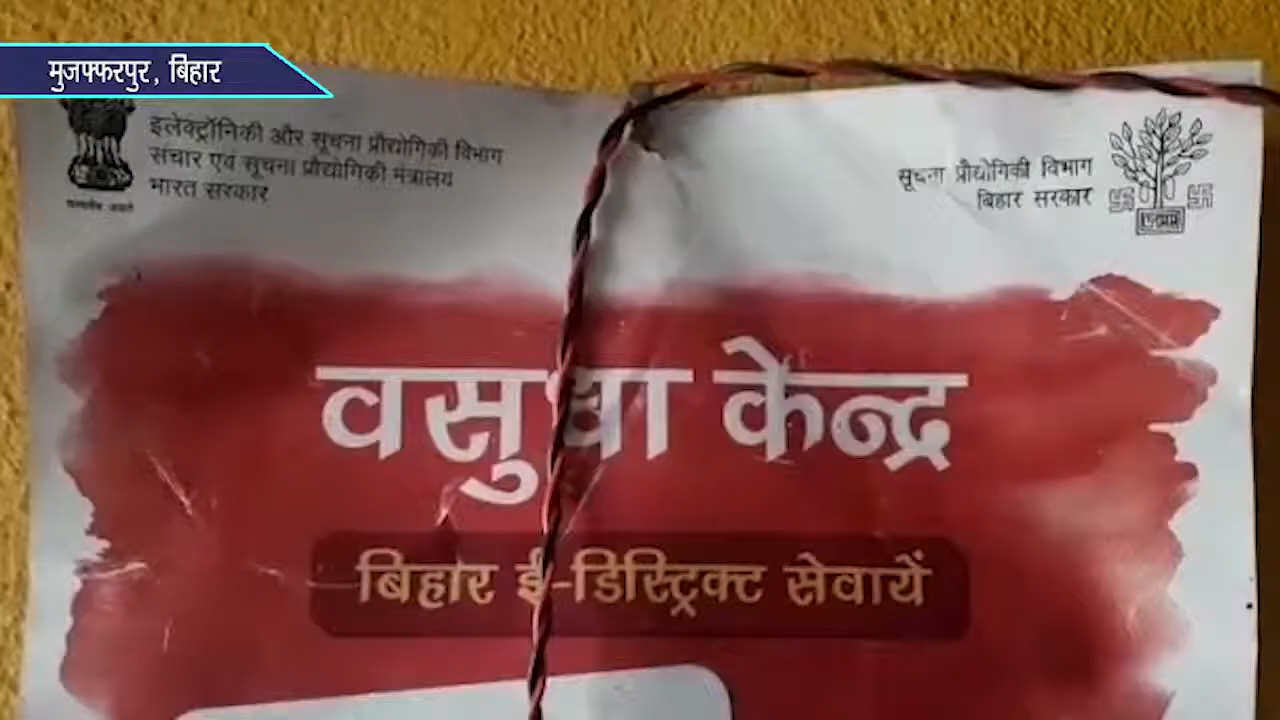 मुजफ्फरपुर, बिहार
इलेक्ट्रॉनिकी और सूचना प्रौद्योगिकी विभाग
संचार एवं सूचना प्रौद्योगिकी मंत्रालय
भारत सरकार
सूचना प्रौद्योगिकी विभाग
बिहार सरकार
वसुधा केन्द्र
बिहार ई-डिस्ट्रिक्ट सेवायें